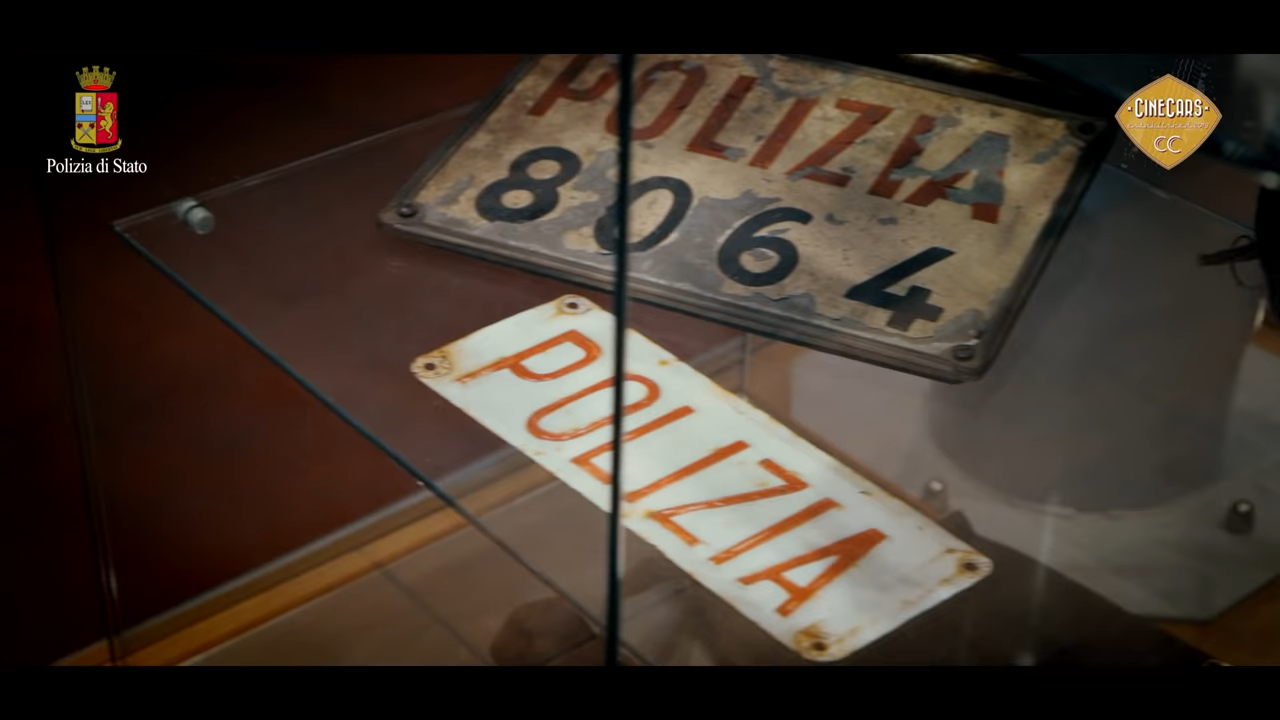 POLIZIA
8064
POLIZIA
Polizia di Stato
CINECARS
CC